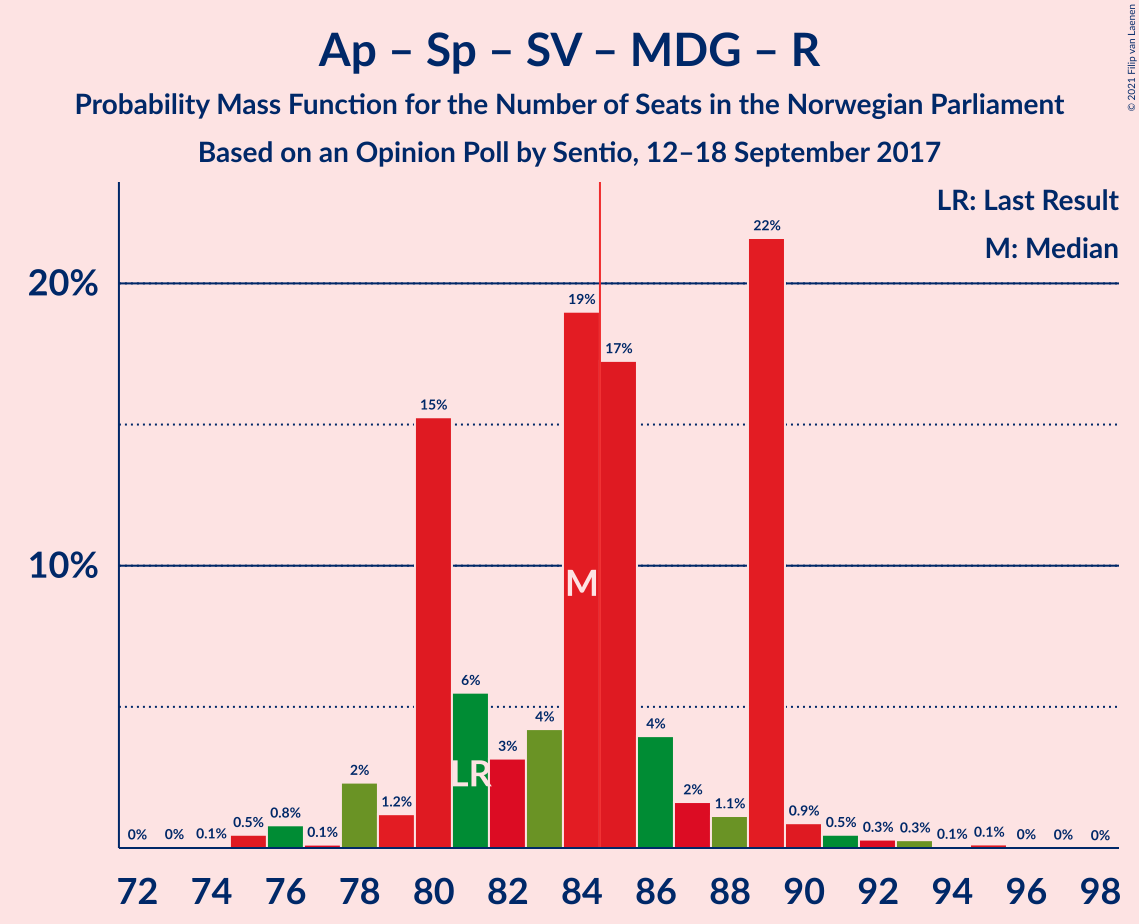 Ap – Sp – SV – MDG – R
Probability Mass Function for the Number of Seats in the Norwegian Parliament
Based on an Opinion Poll by Sentio, 12–18 September 2017
© 2021 Filip van Laenen
LR: Last Result
M: Median
20%
10%
0% 0% 0.1% 0.5% 0.8% 0.1% 2% 1.2% 15% 6% 3% 4% 19% 17% 4% 2% 1.1% 22% 0.9% 0.5% 0.3% 0.3% 0.1% 0.1% 0% 0% 0%
M
LR
72 74 76 78 80 82 84 86 88 90 92 94 96 98